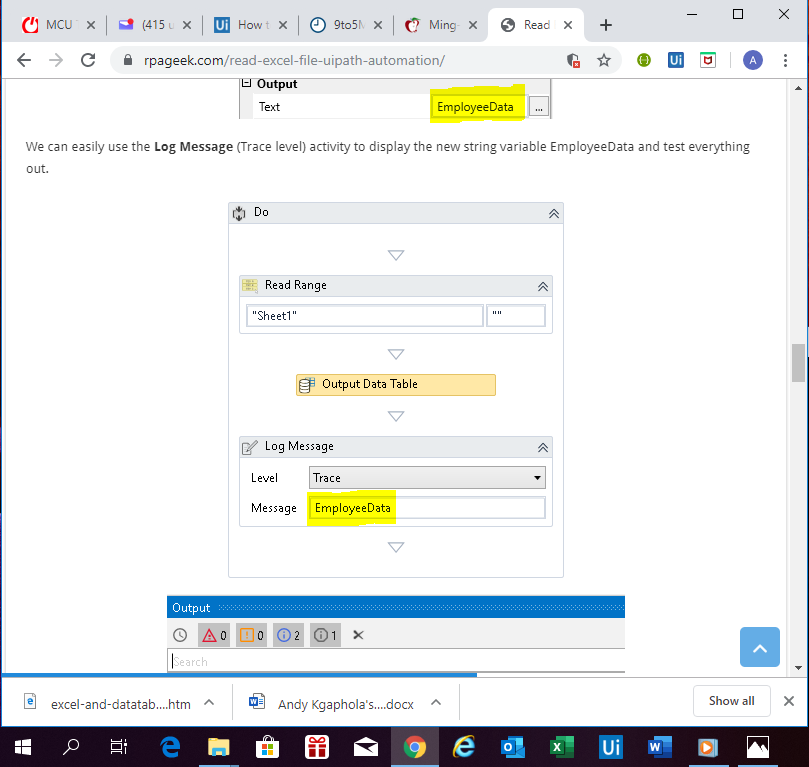 MCU
(415 u
Ui How t
9to5N
Ming-
Read
rpageek.com/read-excel-file-uipath-automation/
Ui
A
Output
Text EmployeeData ...
We can easily use the Log Message (Trace level) activity to display the new string variable EmployeeData and test everything
out.
Do
Read Range
"Sheet1" ""
Output Data Table
Log Message
Level Trace
Message EmployeeData
Output
0 0 2 1
Search
excel-and-datatab....htm
Andy Kgaphola's....docx
Show all
Ui